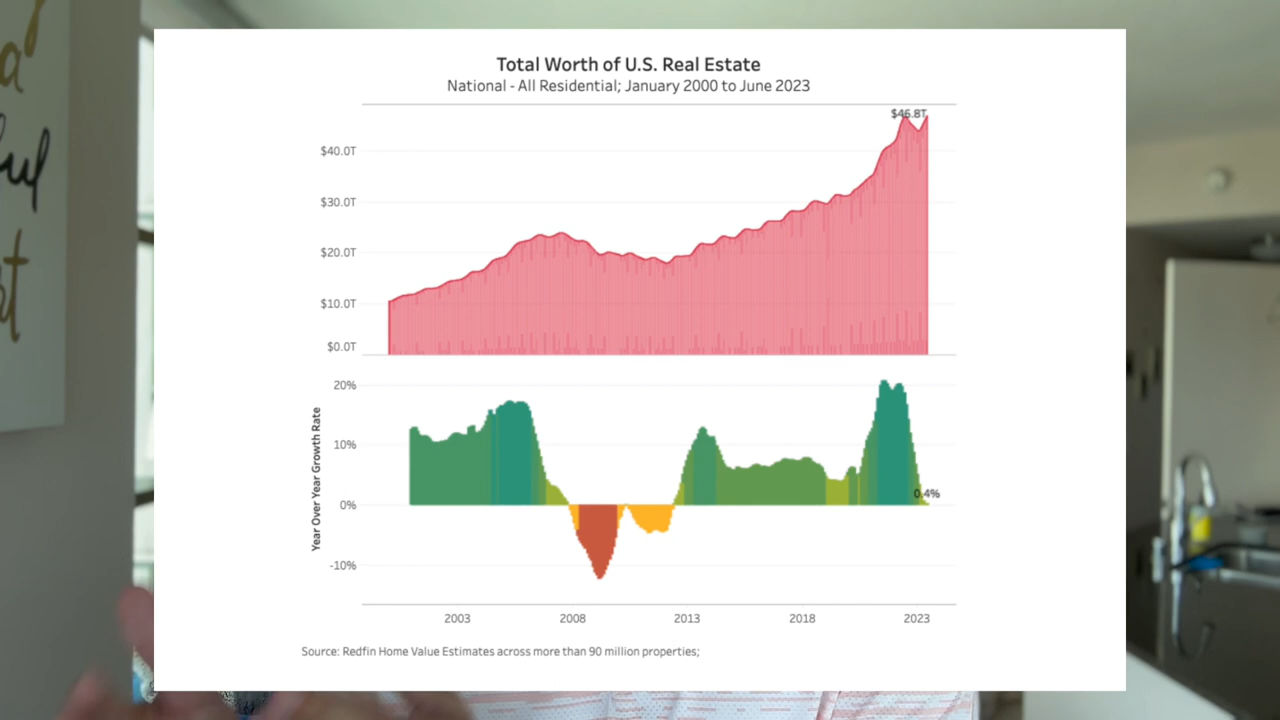 Total Worth of U.S. Real Estate
National - All Residential; January 2000 to June 2023
$46.8T
$40.0T
$30.0T
$20.0T
$10.0T
$0.0T
Year Over Year Growth Rate
20%
10%
0.4%
0%
-10%
2003 2008 2013 2018 2023
Source: Redfin Home Value Estimates across more than 90 million properties;